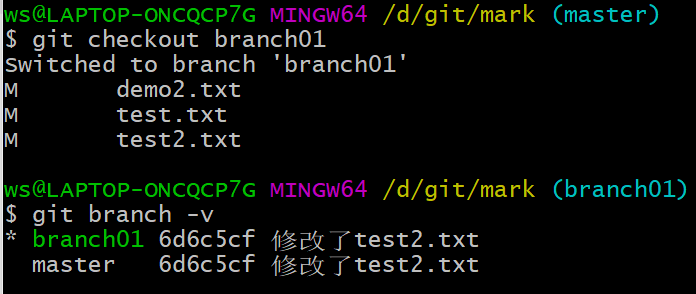 ws@LAPTOP-ONCQCP7G MINGW64 /d/git/mark (master)
$ git checkout branch01
Switched to branch 'branch01'
M       demo2.txt
M       test.txt
M       test2.txt
ws@LAPTOP-ONCQCP7G MINGW64 /d/git/mark (branch01)
$ git branch -v
* branch01 6d6c5cf 修改了test2.txt
  master   6d6c5cf 修改了test2.txt